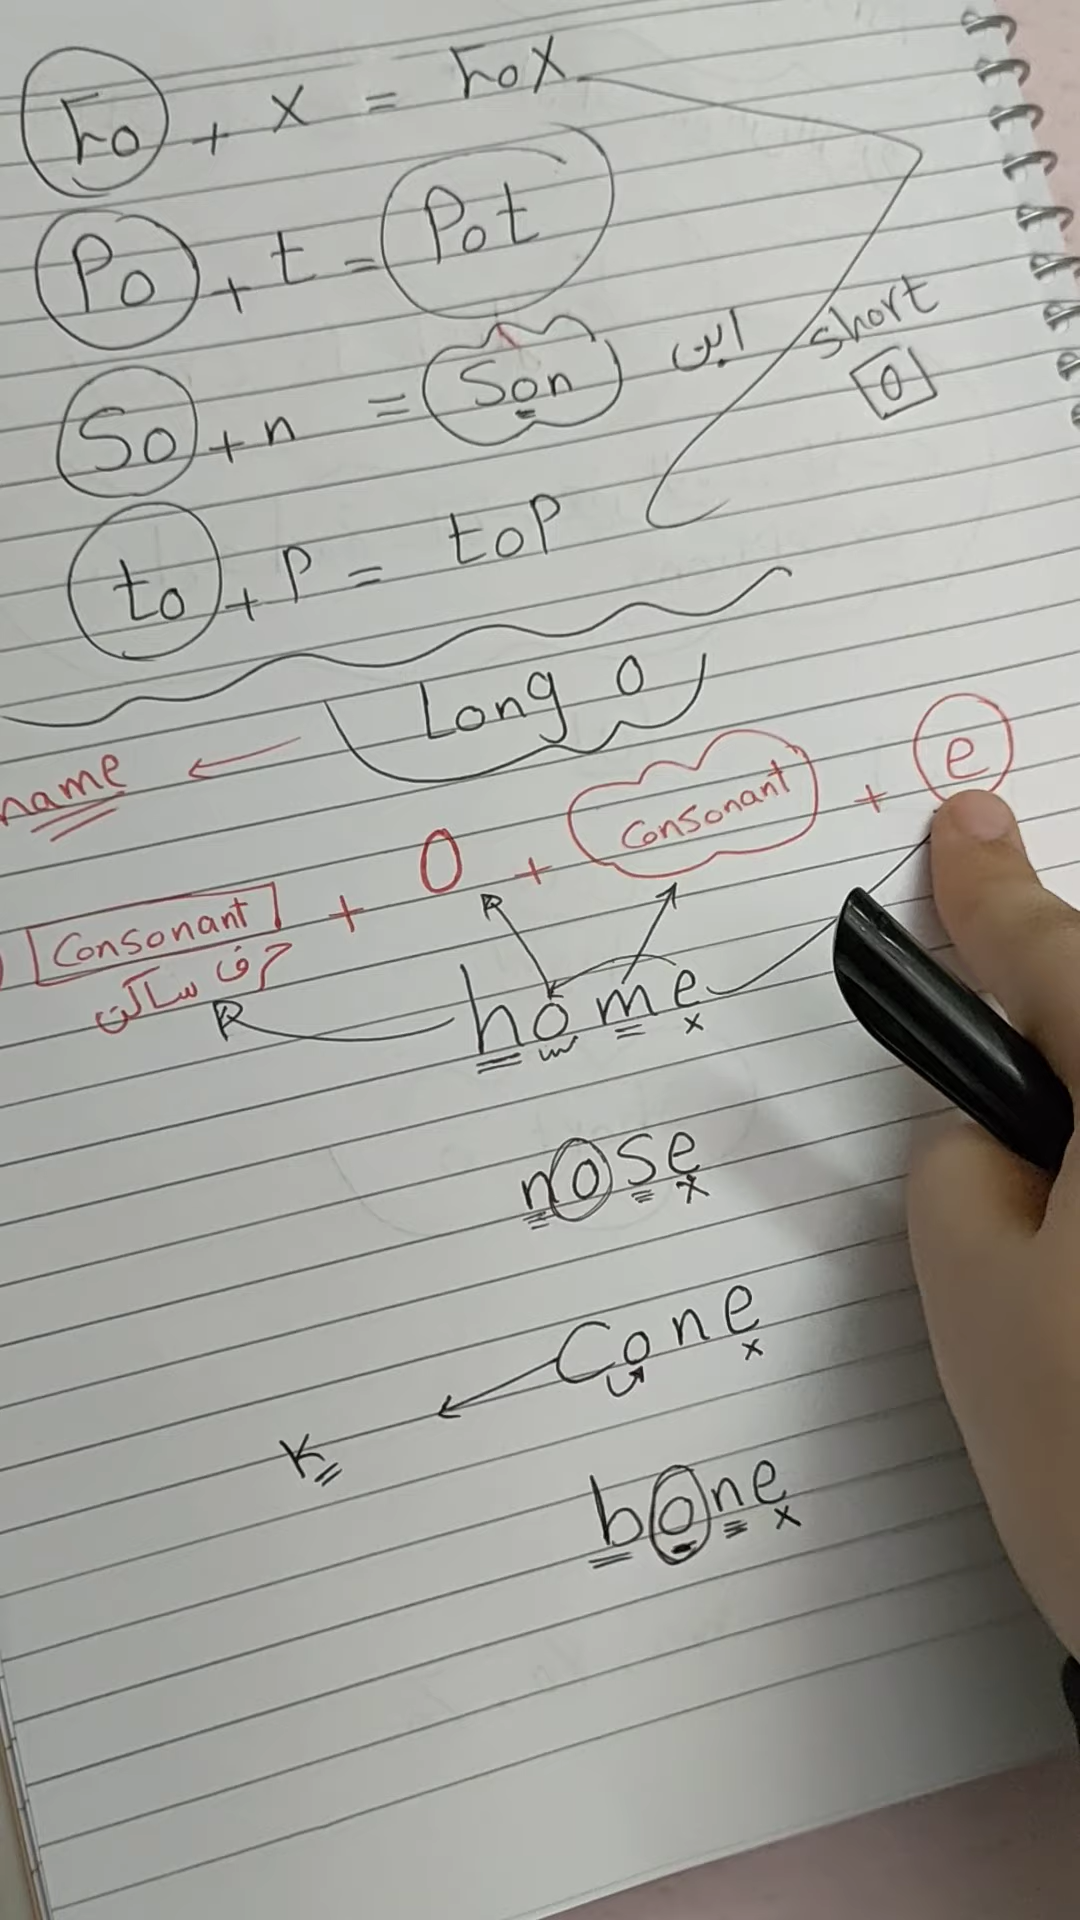 Fo + x = Fox
Po + t = Pot
So + n = Son ابن short
o
to + P = toP
Long o
name
Consonant + O + Consonant + e
حرف ساكن
home
x
nose
x
Cone
x
K
bone
x